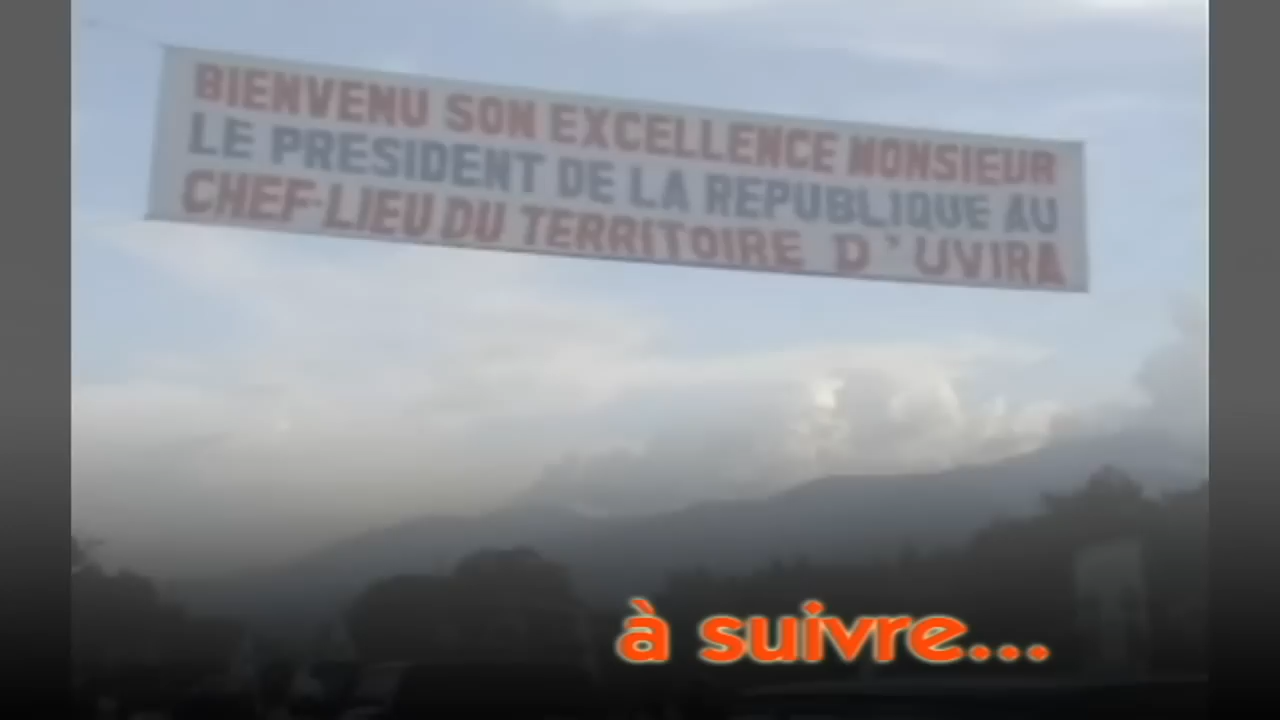 BIENVENU SON EXCELLENCE MONSIEUR
LE PRESIDENT DE LA REPUBLIQUE AU
CHEF-LIEU DU TERRITOIRE D'UVIRA
à suivre...